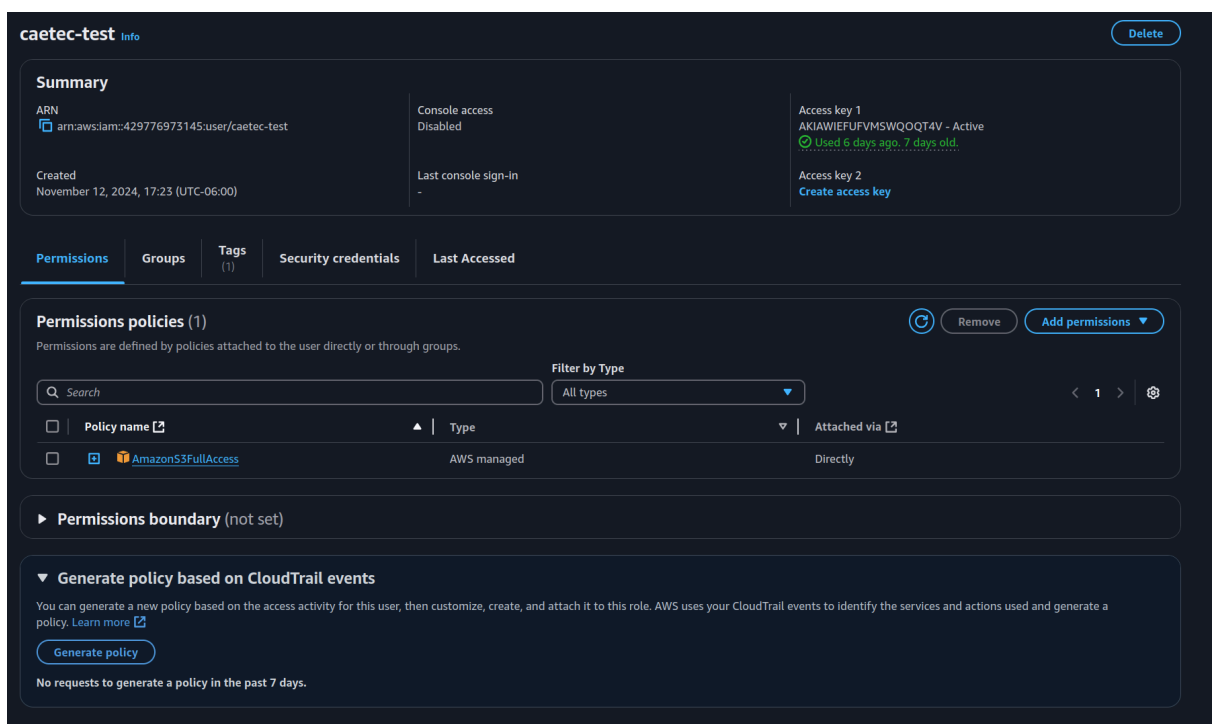 caetec-test Info
Delete
Summary
ARN
arn:aws:iam::429776973145:user/caetec-test
Console access
Disabled
Access key 1
AKIAWIEFUFVMSWQOQT4V - Active
Used 6 days ago. 7 days old.
Created
November 12, 2024, 17:23 (UTC-06:00)
Last console sign-in
-
Access key 2
Create access key
Permissions
Groups
Tags
(1)
Security credentials
Last Accessed
Permissions policies (1)
Remove
Add permissions
Permissions are defined by policies attached to the user directly or through groups.
Filter by Type
Search
All types
1
Policy name
Type
Attached via
AmazonS3FullAccess
AWS managed
Directly
Permissions boundary (not set)
Generate policy based on CloudTrail events
You can generate a new policy based on the access activity for this user, then customize, create, and attach it to this role. AWS uses your CloudTrail events to identify the services and actions used and generate a
policy. Learn more
Generate policy
No requests to generate a policy in the past 7 days.